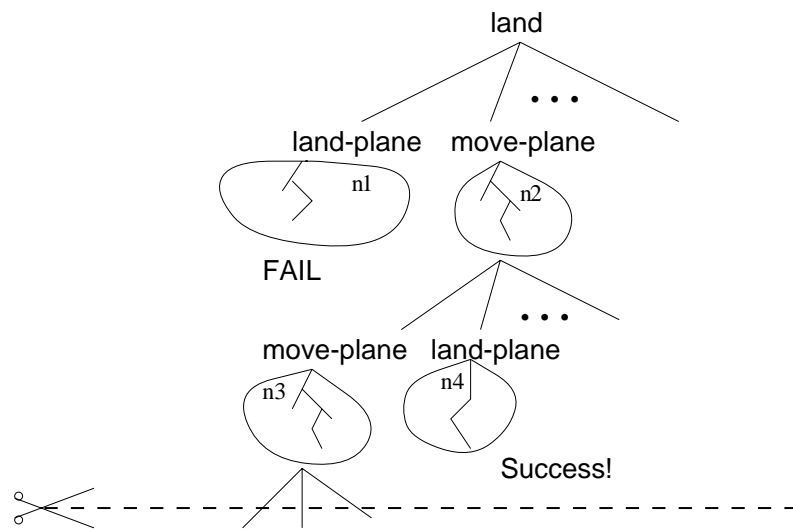 land
land-plane move-plane
n1
n2
FAIL
move-plane land-plane
n3
n4
Success!